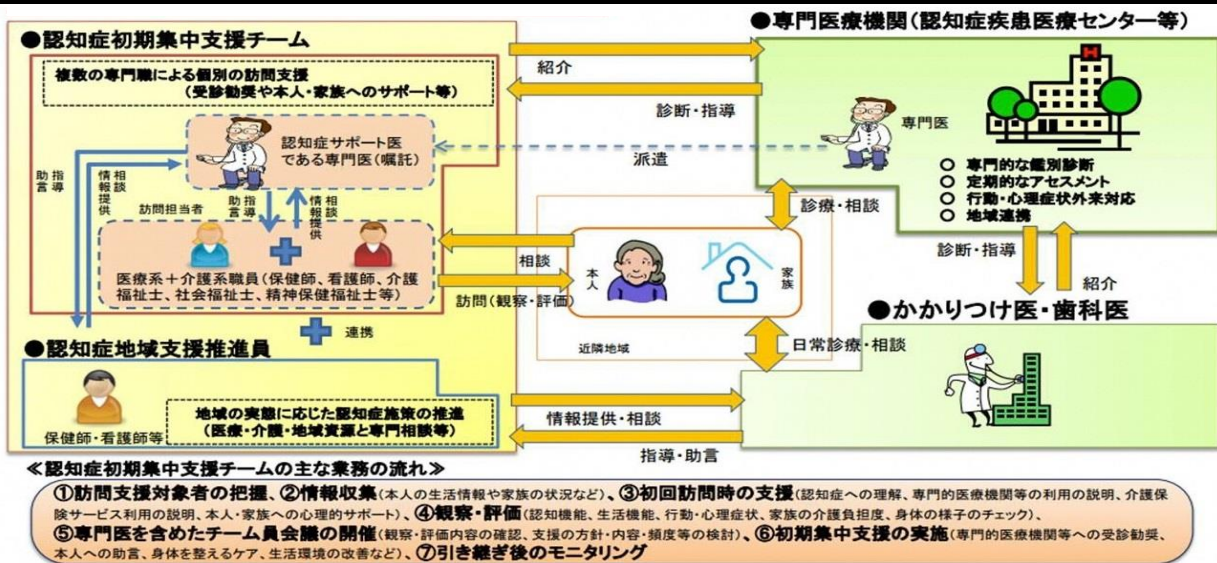 ●認知症初期集中支援チーム
複数の専門職による個別の訪問支援
(受診勧奨や本人・家族へのサポート等)
認知症サポート医
である専門医(嘱託)
指導
助言
相談
情報提供
訪問担当者
指導
助言
相談
情報提供
医療系+介護系職員(保健師、看護師、介護
福祉士、社会福祉士、精神保健福祉士等)
連携
●認知症地域支援推進員
保健師・看護師等
地域の実態に応じた認知症施策の推進
(医療・介護・地域資源と専門相談等)
紹介
診断・指導
派遣
相談
訪問(観察・評価)
本人
家族
近隣地域
診療・相談
日常診療・相談
情報提供・相談
指導・助言
●専門医療機関(認知症疾患医療センター等)
専門医
○ 専門的な鑑別診断
○ 定期的なアセスメント
○ 行動・心理症状外来対応
○ 地域連携
診断・指導
紹介
●かかりつけ医・歯科医
≪認知症初期集中支援チームの主な業務の流れ≫
①訪問支援対象者の把握、②情報収集(本人の生活情報や家族の状況など)、③初回訪問時の支援(認知症への理解、専門的医療機関等の利用の説明、介護保
険サービス利用の説明、本人・家族への心理的サポート)、④観察・評価(認知機能、生活機能、行動・心理症状、家族の介護負担度、身体の様子のチェック)、
⑤専門医を含めたチーム員会議の開催(観察・評価内容の確認、支援の方針・内容・頻度等の検討)、⑥初期集中支援の実施(専門的医療機関等への受診勧奨、
本人への助言、身体を整えるケア、生活環境の改善など)、⑦引き継ぎ後のモニタリング
H